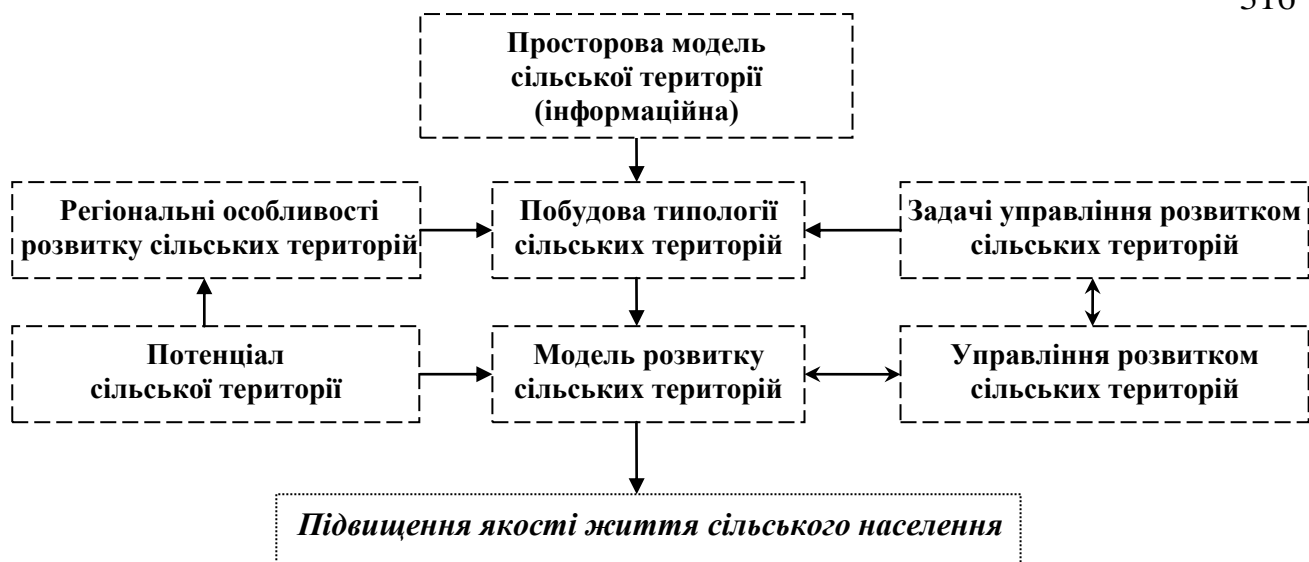 316
Просторова модель
сільської території
(інформаційна)
Регіональні особливості
розвитку сільських територій
Побудова типології
сільських територій
Задачі управління розвитком
сільських територій
Потенціал
сільської території
Модель розвитку
сільських територій
Управління розвитком
сільських територій
Підвищення якості життя сільського населення